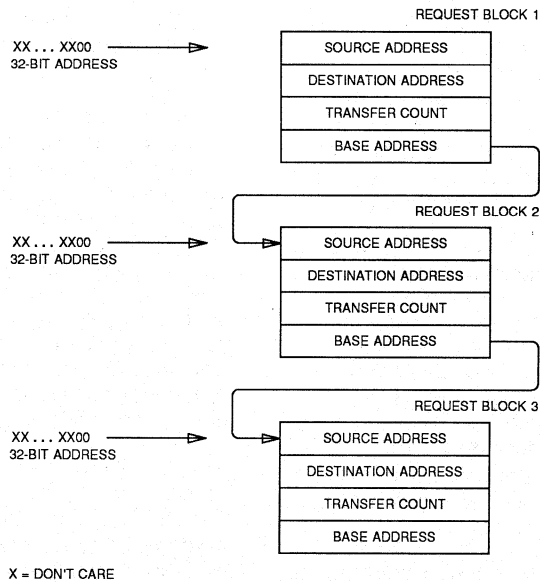 REQUEST BLOCK 1
XX . . . XX00
32-BIT ADDRESS
SOURCE ADDRESS
DESTINATION ADDRESS
TRANSFER COUNT
BASE ADDRESS
REQUEST BLOCK 2
XX . . . XX00
32-BIT ADDRESS
SOURCE ADDRESS
DESTINATION ADDRESS
TRANSFER COUNT
BASE ADDRESS
REQUEST BLOCK 3
XX . . . XX00
32-BIT ADDRESS
SOURCE ADDRESS
DESTINATION ADDRESS
TRANSFER COUNT
BASE ADDRESS
X = DON'T CARE